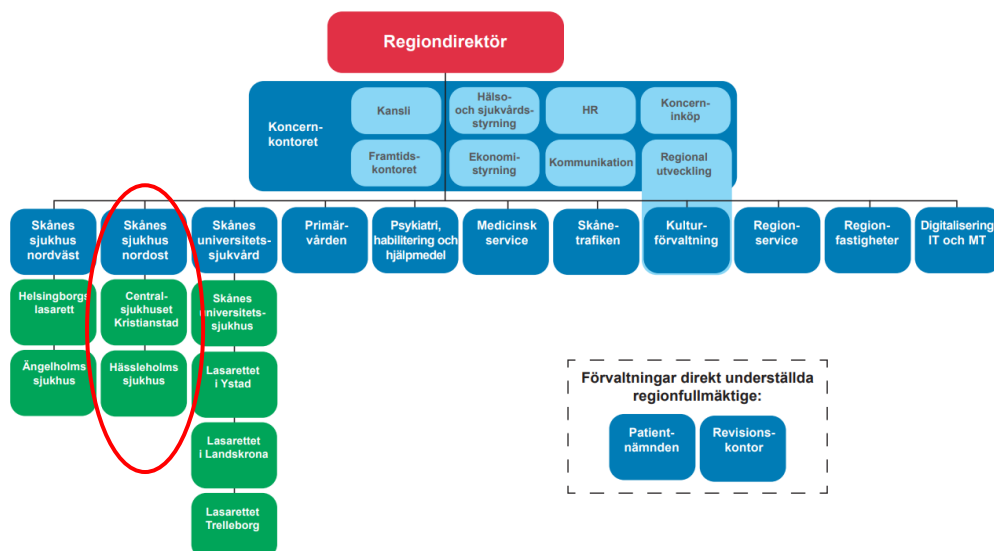 Regiondirektör
Koncern-
kontoret
Kansli
Hälso-
och sjukvårds-
styrning
HR
Koncern-
inköp
Framtids-
kontoret
Ekonomi-
styrning
Kommunikation
Regional
utveckling
Skånes
sjukhus
nordväst
Skånes
sjukhus
nordost
Skånes
universitets-
sjukvård
Primär-
vården
Psykiatri,
habilitering och
hjälpmedel
Medicinsk
service
Skåne-
trafiken
Kultur-
förvaltning
Region-
service
Region-
fastigheter
Digitalisering
IT och MT
Helsingborgs
lasarett
Central-
sjukhuset
Kristianstad
Skånes
universitets-
sjukhus
Ängelholms
sjukhus
Hässleholms
sjukhus
Lasarettet
i Ystad
Lasarettet
i Landskrona
Lasarettet
Trelleborg
Förvaltningar direkt underställda
regionfullmäktige:
Patient-
nämnden
Revisions-
kontor